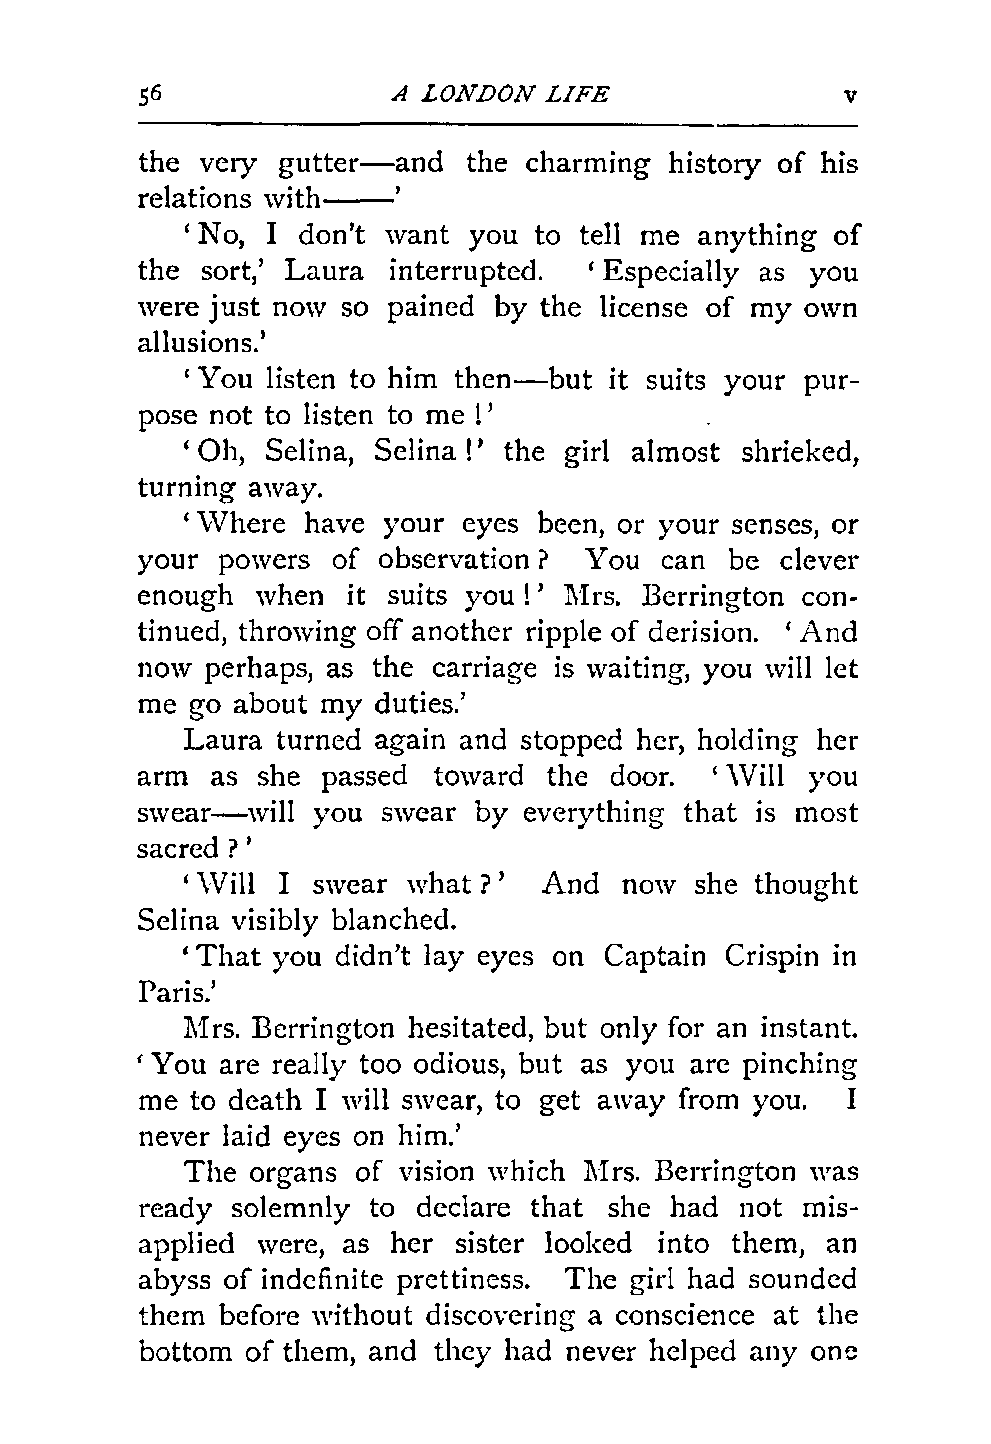 56 A LONDON LIFE v
the very gutter—and the charming history of his
relations with——’
‘No, I don’t want you to tell me anything of
the sort,’ Laura interrupted. ‘Especially as you
were just now so pained by the license of my own
allusions.’
‘You listen to him then—but it suits your pur-
pose not to listen to me!’
‘Oh, Selina, Selina!’ the girl almost shrieked,
turning away.
‘Where have your eyes been, or your senses, or
your powers of observation? You can be clever
enough when it suits you!’ Mrs. Berrington con-
tinued, throwing off another ripple of derision. ‘And
now perhaps, as the carriage is waiting, you will let
me go about my duties.’
Laura turned again and stopped her, holding her
arm as she passed toward the door. ‘Will you
swear—will you swear by everything that is most
sacred?’
‘Will I swear what?’ And now she thought
Selina visibly blanched.
‘That you didn’t lay eyes on Captain Crispin in
Paris.’
Mrs. Berrington hesitated, but only for an instant.
‘You are really too odious, but as you are pinching
me to death I will swear, to get away from you. I
never laid eyes on him.’
The organs of vision which Mrs. Berrington was
ready solemnly to declare that she had not mis-
applied were, as her sister looked into them, an
abyss of indefinite prettiness. The girl had sounded
them before without discovering a conscience at the
bottom of them, and they had never helped any one